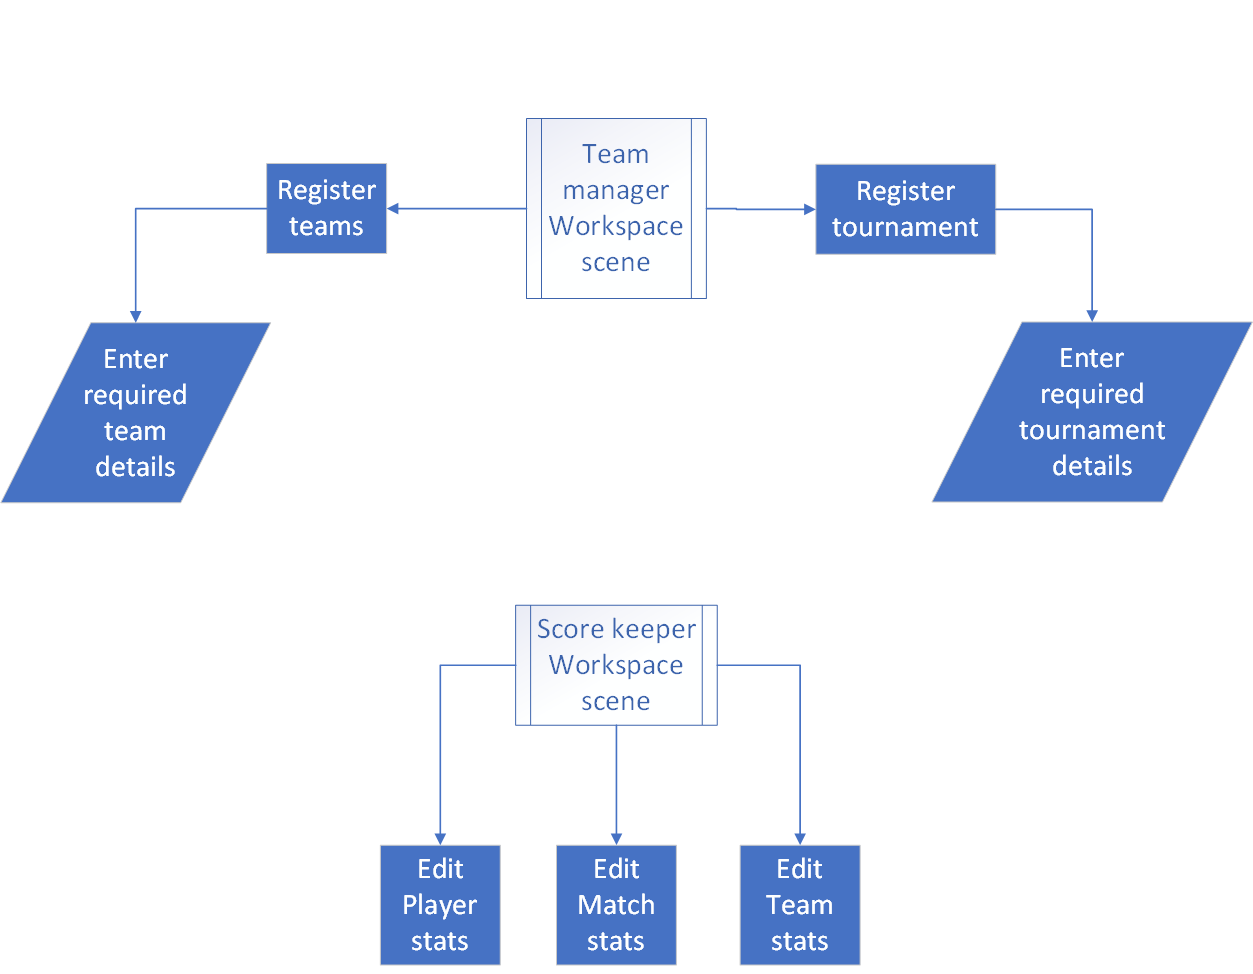 Team
manager
Workspace
scene
Register
teams
Register
tournament
Enter
required
team
details
Enter
required
tournament
details
Score keeper
Workspace
scene
Edit
Player
stats
Edit
Match
stats
Edit
Team
stats